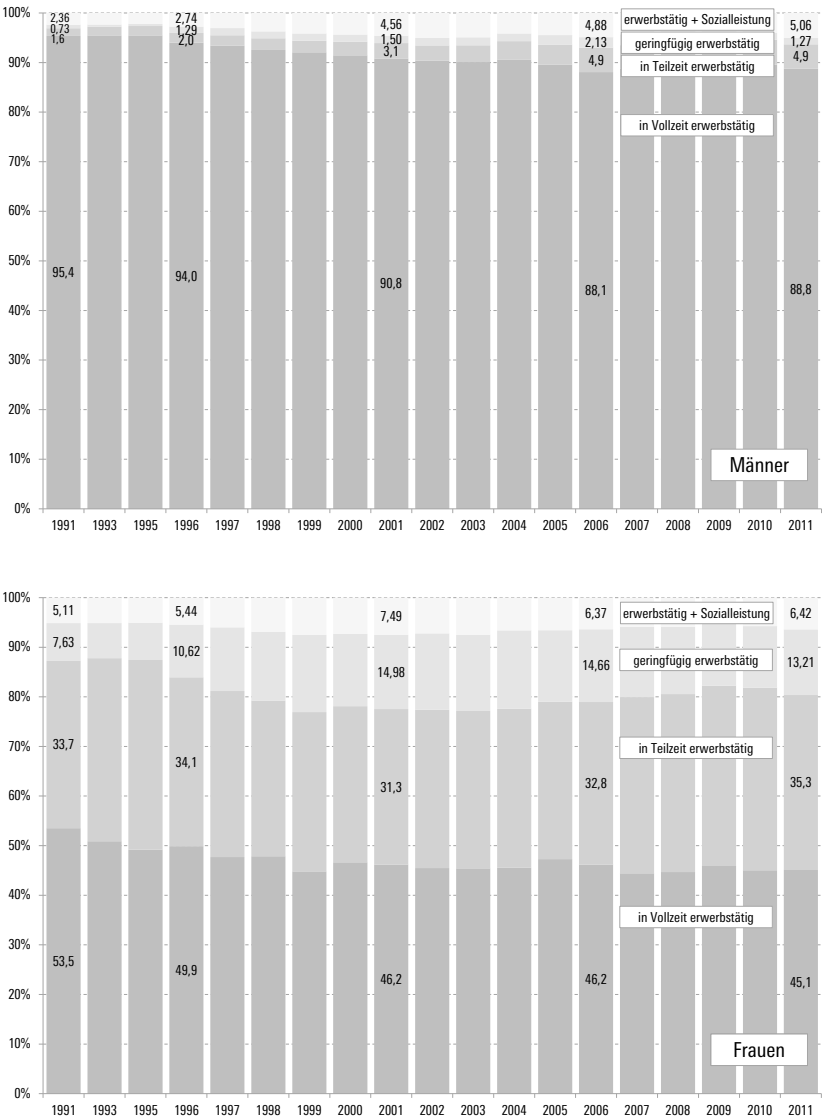 100%
2,36 2,74 4,56 4,88 erwerbstätig + Sozialleistung 5,06
0,73 1,29 1,50 2,13 geringfügig erwerbstätig 1,27
1,6 2,0 3,1 4,9 in Teilzeit erwerbstätig 4,9
90%
80%
in Vollzeit erwerbstätig
70%
60%
50%
95,4 94,0 90,8 88,1 88,8
40%
30%
20%
10%
Männer
0%
1991 1993 1995 1996 1997 1998 1999 2000 2001 2002 2003 2004 2005 2006 2007 2008 2009 2010 2011
100%
5,11 5,44 7,49 6,37 erwerbstätig + Sozialleistung 6,42
90%
7,63 10,62 14,98 14,66 geringfügig erwerbstätig 13,21
80%
70%
33,7 34,1 31,3 32,8 in Teilzeit erwerbstätig 35,3
60%
50%
40%
in Vollzeit erwerbstätig
30%
53,5 49,9 46,2 46,2 45,1
20%
10%
Frauen
0%
1991 1993 1995 1996 1997 1998 1999 2000 2001 2002 2003 2004 2005 2006 2007 2008 2009 2010 2011